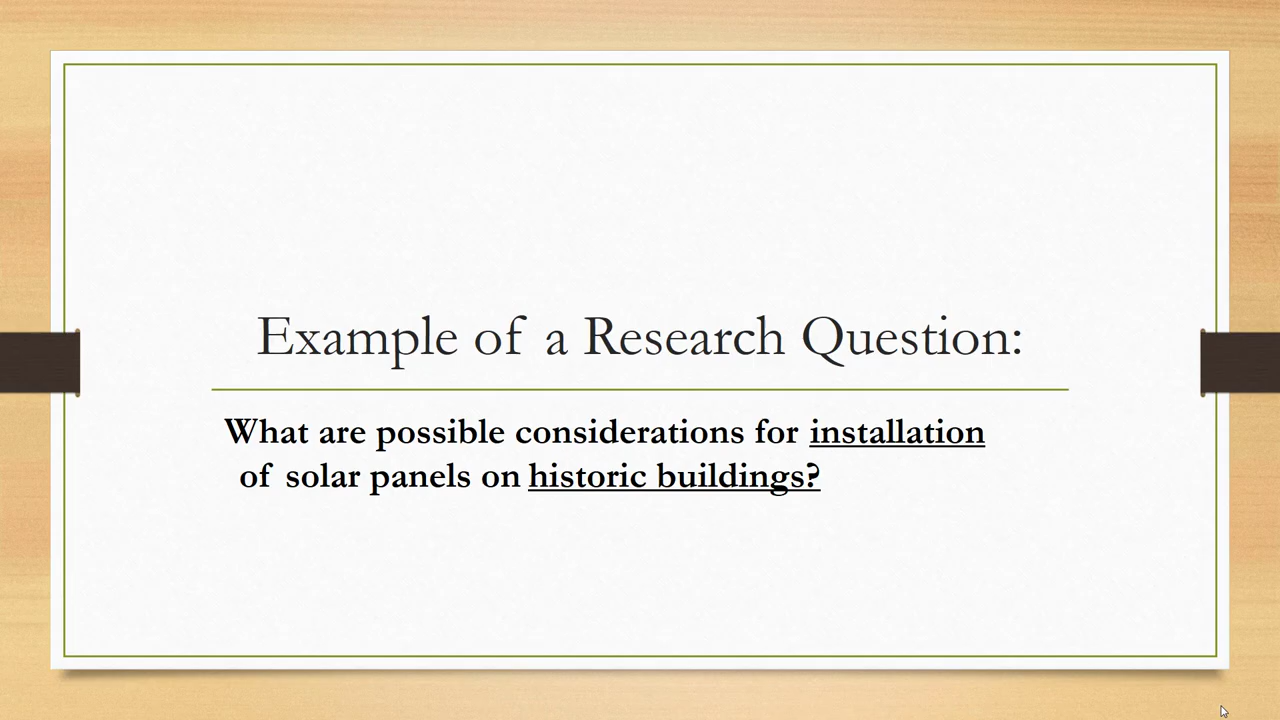 Example of a Research Question:
What are possible considerations for installation
of solar panels on historic buildings?